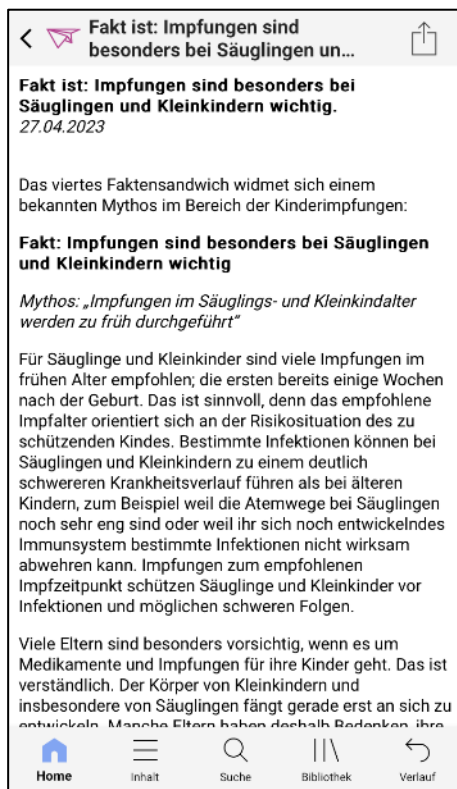 Fakt ist: Impfungen sind
besonders bei Säuglingen un...
Fakt ist: Impfungen sind besonders bei
Säuglingen und Kleinkindern wichtig.
27.04.2023
Das viertes Faktensandwich widmet sich einem
bekannten Mythos im Bereich der Kinderimpfungen:
Fakt: Impfungen sind besonders bei Säuglingen
und Kleinkindern wichtig
Mythos: „Impfungen im Säuglings- und Kleinkindalter
werden zu früh durchgeführt"
Für Säuglinge und Kleinkinder sind viele Impfungen im
frühen Alter empfohlen; die ersten bereits einige Wochen
nach der Geburt. Das ist sinnvoll, denn das empfohlene
Impfalter orientiert sich an der Risikosituation des zu
schützenden Kindes. Bestimmte Infektionen können bei
Säuglingen und Kleinkindern zu einem deutlich
schwereren Krankheitsverlauf führen als bei älteren
Kindern, zum Beispiel weil die Atemwege bei Säuglingen
noch sehr eng sind oder weil ihr sich noch entwickelndes
Immunsystem bestimmte Infektionen nicht wirksam
abwehren kann. Impfungen zum empfohlenen
Impfzeitpunkt schützen Säuglinge und Kleinkinder vor
Infektionen und möglichen schweren Folgen.
Viele Eltern sind besonders vorsichtig, wenn es um
Medikamente und Impfungen für ihre Kinder geht. Das ist
verständlich. Der Körper von Kleinkindern und
insbesondere von Säuglingen fängt gerade erst an sich zu
entwickeln. Manche Eltern haben deshalb Bedenken, ihre
Home
Inhalt
Suche
Bibliothek
Verlauf